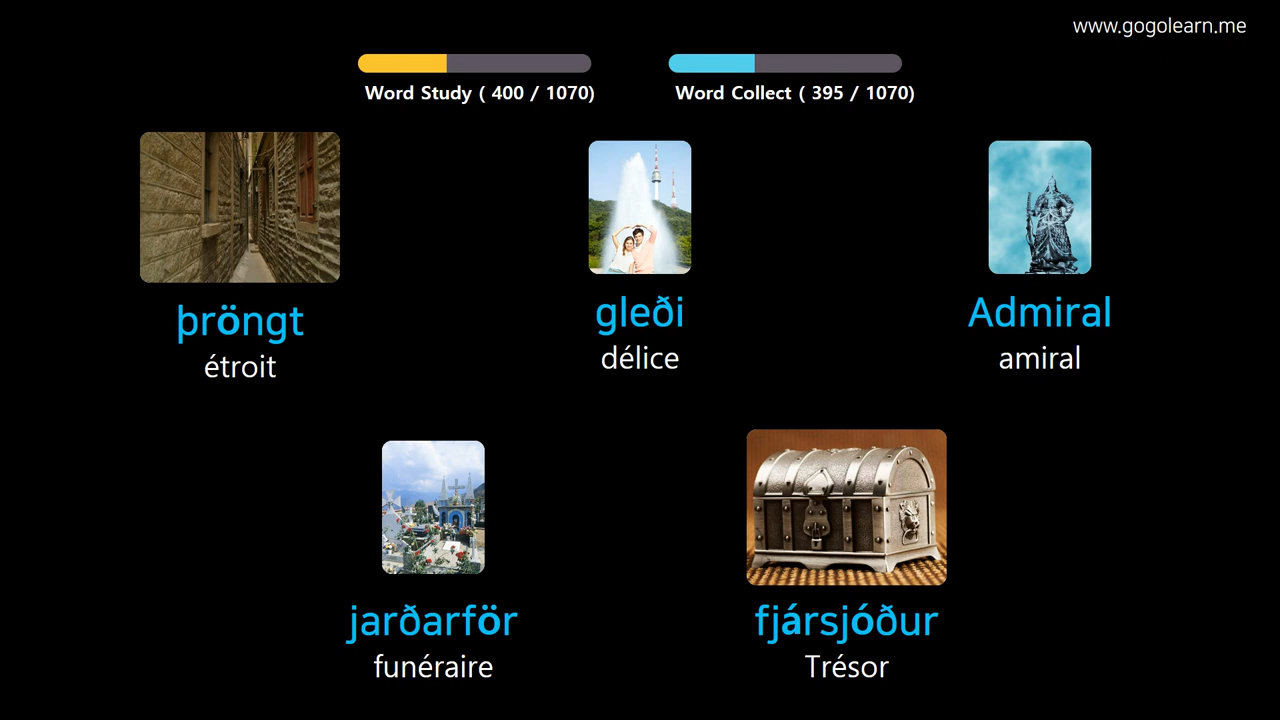 www.gogolearn.me
Word Study ( 400 / 1070)
Word Collect ( 395 / 1070)
þröngt
étroit
gleði
délice
Admiral
amiral
jarðarför
funéraire
fjársjóður
Trésor